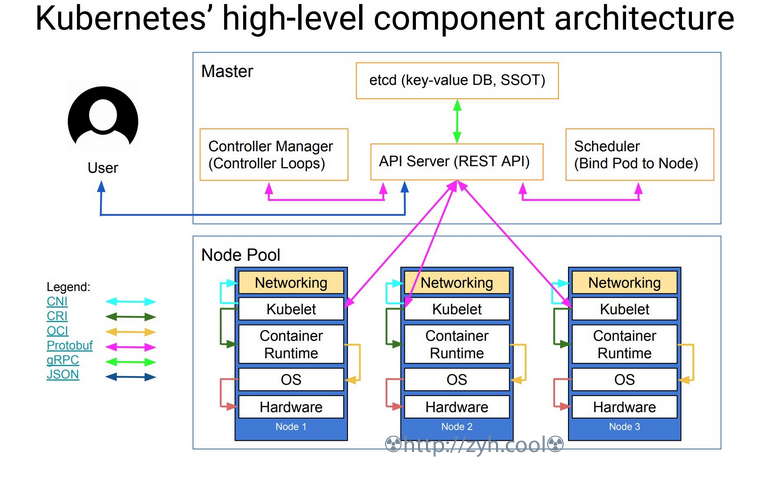 Kubernetes’ high-level component architecture
Master
etcd (key-value DB, SSOT)
Controller Manager
(Controller Loops)
API Server (REST API)
Scheduler
(Bind Pod to Node)
User
Node Pool
Networking
Kubelet
Container
Runtime
OS
Hardware
Node 1
Networking
Kubelet
Container
Runtime
OS
Hardware
Node 2
Networking
Kubelet
Container
Runtime
OS
Hardware
Node 3
Legend:
CNI
CRI
OCI
Protobuf
gRPC
JSON
☢http://zyh.cool☢